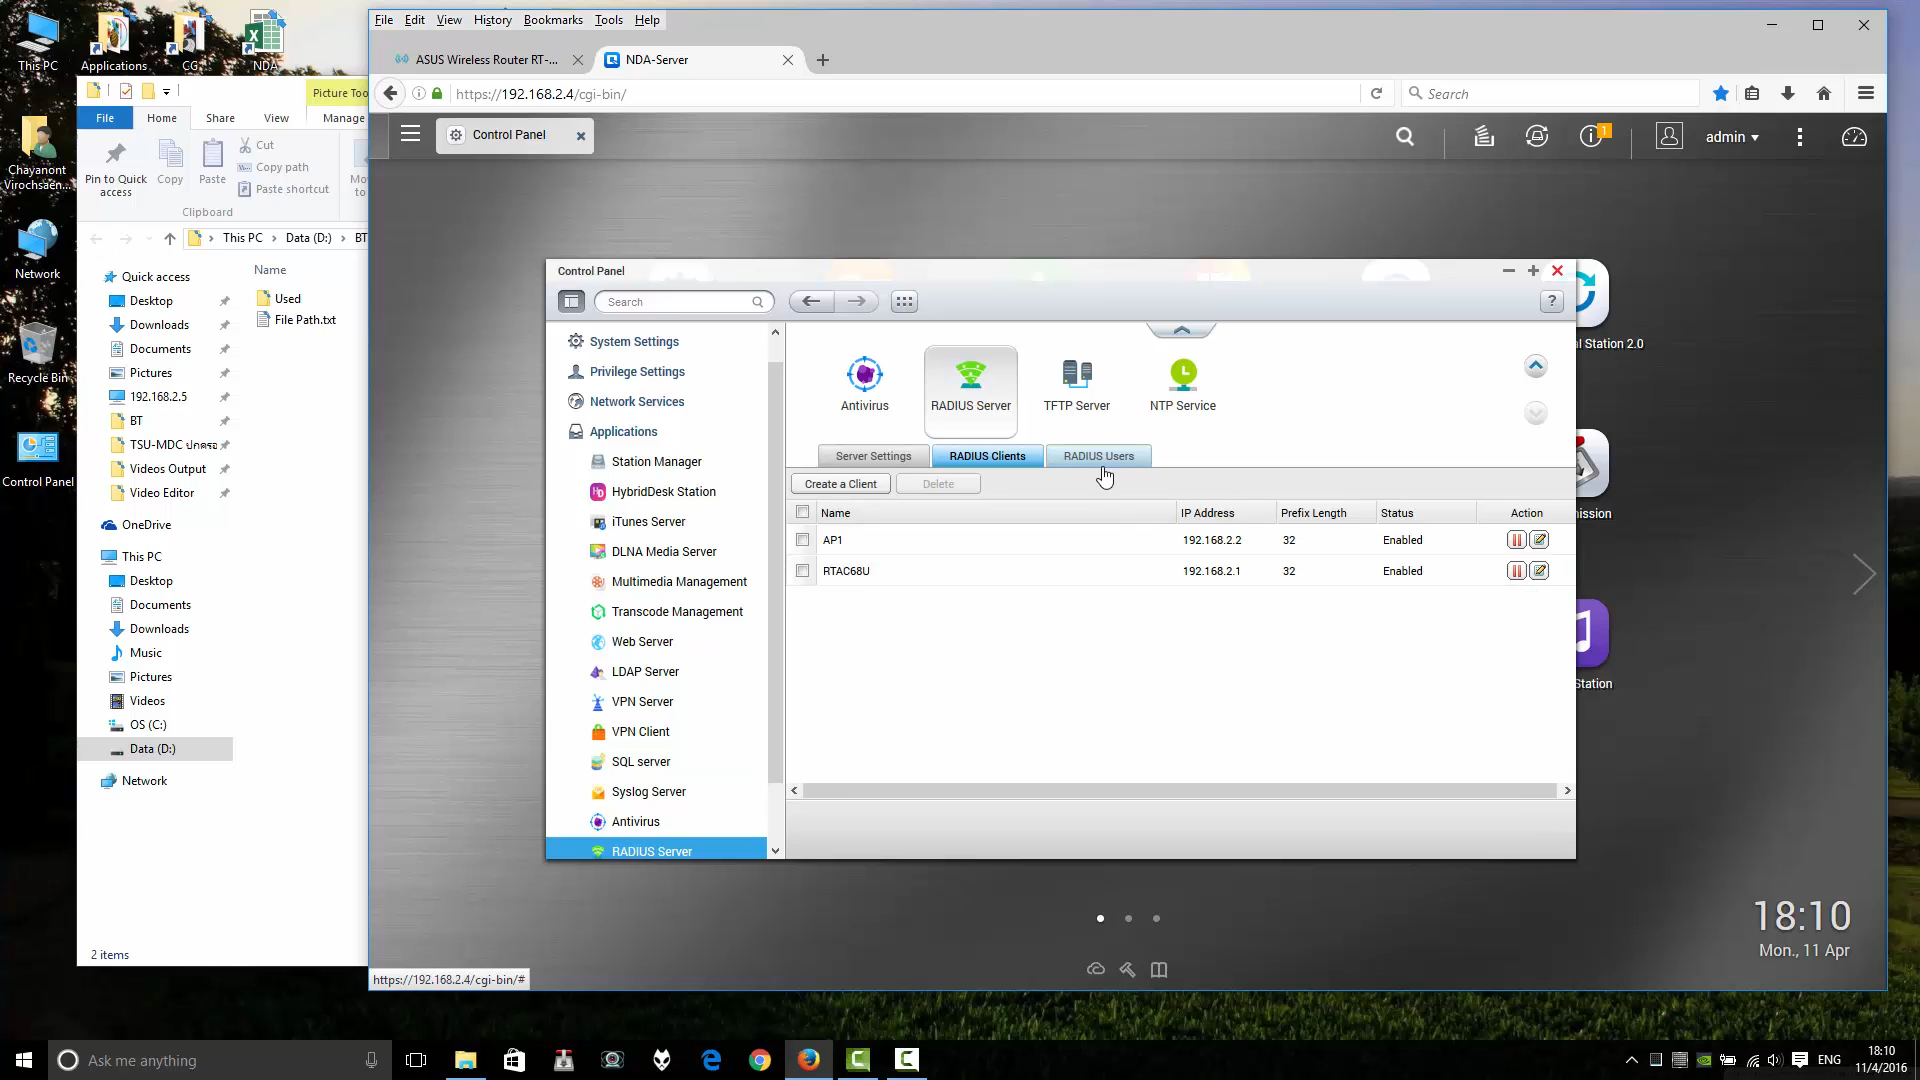 This PC
Applications
CG
NDA
Chayanont
Virochsaen...
Network
Recycle Bin
Control Panel
Picture Too
File
Home
Share
View
Manage
Pin to Quick
access
Copy
Paste
Cut
Copy path
Paste shortcut
Mov
to
Clipboard
This PC
Data (D:)
BT
Quick access
Desktop
Downloads
Documents
Pictures
192.168.2.5
BT
Videos Output
Video Editor
OneDrive
This PC
Desktop
Documents
Downloads
Music
Pictures
Videos
OS (C:)
Data (D:)
Network
Name
Used
File Path.txt
2 items
File Edit View History Bookmarks Tools Help
ASUS Wireless Router RT-...
NDA-Server
https://192.168.2.4/cgi-bin/
Search
Control Panel
1
admin
Control Panel
Search
?
System Settings
Privilege Settings
Network Services
Applications
Station Manager
HybridDesk Station
iTunes Server
DLNA Media Server
Multimedia Management
Transcode Management
Web Server
LDAP Server
VPN Server
VPN Client
SQL server
Syslog Server
Antivirus
RADIUS Server
Antivirus
RADIUS Server
TFTP Server
NTP Service
Server Settings
RADIUS Clients
RADIUS Users
Create a Client
Delete
Name IP Address Prefix Length Status Action
AP1 192.168.2.2 32 Enabled
RTAC68U 192.168.2.1 32 Enabled
al Station 2.0
mission
Station
18:10
Mon., 11 Apr
https://192.168.2.4/cgi-bin/#
Ask me anything
ENG
18:10
11/4/2016